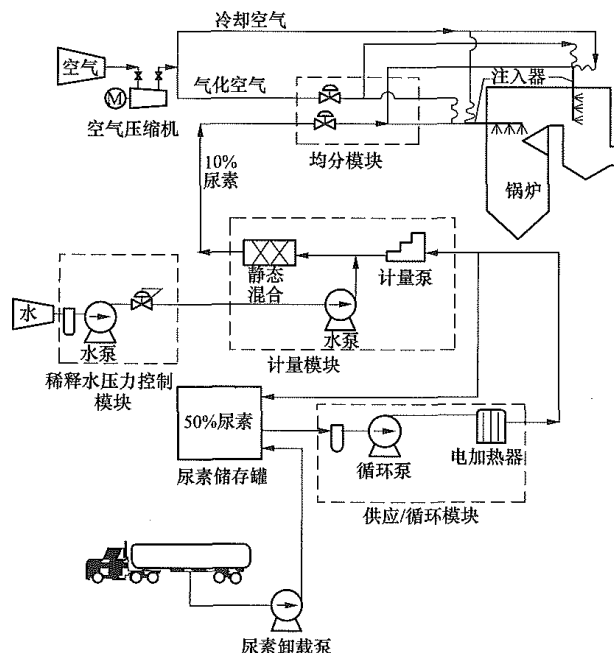 冷却空气
空气
M
空气压缩机
气化空气
注入器
均分模块
10%
尿素
锅炉
静态
混合
计量泵
水
水泵
水泵
计量模块
稀释水压力控制
模块
50%尿素
尿素储存罐
循环泵
电加热器
供应/循环模块
尿素卸载泵